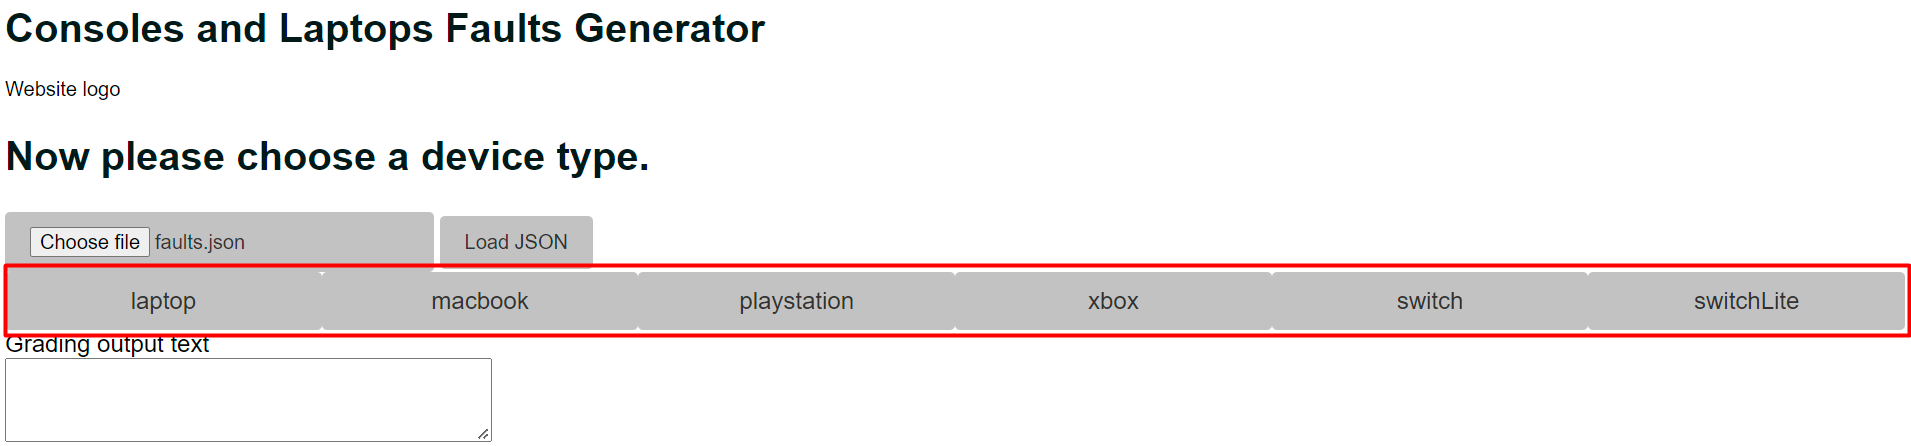 Consoles and Laptops Faults Generator
Website logo
Now please choose a device type.
Choose file faults.json Load JSON
laptop macbook playstation xbox switch switchLite
Grading output text